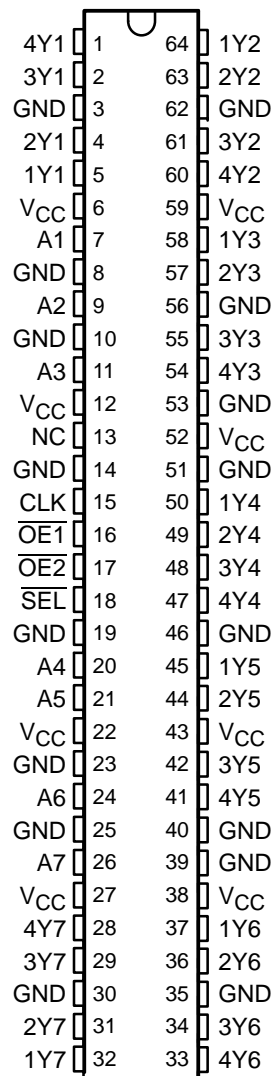 4Y1 1 64 1Y2
3Y1 2 63 2Y2
GND 3 62 GND
2Y1 4 61 3Y2
1Y1 5 60 4Y2
VCC 6 59 VCC
A1 7 58 1Y3
GND 8 57 2Y3
A2 9 56 GND
GND 10 55 3Y3
A3 11 54 4Y3
VCC 12 53 GND
NC 13 52 VCC
GND 14 51 GND
CLK 15 50 1Y4
O̅E̅1̅ 16 49 2Y4
O̅E̅2̅ 17 48 3Y4
S̅E̅L̅ 18 47 4Y4
GND 19 46 GND
A4 20 45 1Y5
A5 21 44 2Y5
VCC 22 43 VCC
GND 23 42 3Y5
A6 24 41 4Y5
GND 25 40 GND
A7 26 39 GND
VCC 27 38 VCC
4Y7 28 37 1Y6
3Y7 29 36 2Y6
GND 30 35 GND
2Y7 31 34 3Y6
1Y7 32 33 4Y6